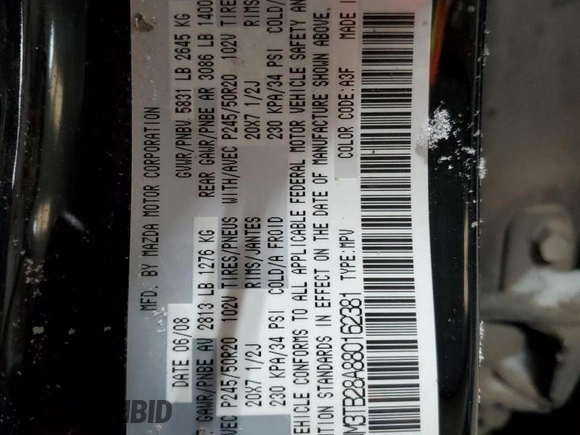 MFD. BY MAZDA MOTOR CORPORATION
DATE 06/08 GVWR/PNBV 5831 LB 2645 KG
GAWR/PNBE AV 2813 LB 1276 KG REAR GAWR/PNBE AR 3086 LB 1400
AVEC P245/50R20 102V TIRES/PNEUS WITH/AVEC P245/50R20 102V TIRE
20X7 1/2J RIMS/JANTES 20X7 1/2J RIMS
230 KPA/34 PSI COLD/A FROID 230 KPA/34 PSI COLD/
VEHICLE CONFORMS TO ALL APPLICABLE FEDERAL MOTOR VEHICLE SAFETY AN
STANDARDS IN EFFECT ON THE DATE OF MANUFACTURE SHOWN ABOVE.
M3TB28A880162381 TYPE: MPV COLOR CODE: A3F MADE I
BID